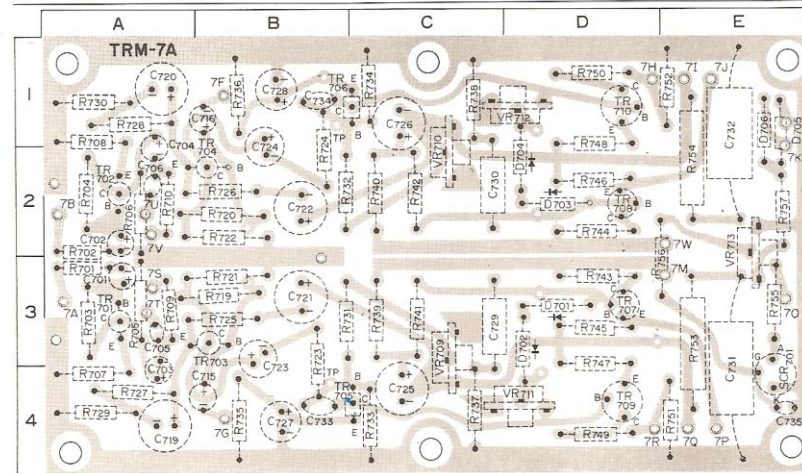 A B C D E
1
2
3
4
TRM-7A
C720
7F
R736
C728
TR 706
E
C
B
R734
R738
R750
7H
R752
7I
7J
R730
C716
C734
C726
VR712
TR 710
C
B
E
C732
D706
D705
R728
R708
C704
TR 704
C724
R724
TP
VR710
D704
R748
R754
7K
TR 702
C706
E
B
C
R704
7U
R710
R726
R732
R740
R742
C730
R746
7B
R706
R720
C722
D703
TR 708
E
B
C
R757
C702
7V
R722
R744
7W
VR713
R702
R756
R701
R721
R743
7M
C701
7S
R719
C721
R755
7A
TR 701
B
C
E
7T
R709
R703
R705
R725
R731
R739
R741
C729
D701
TR 707
C
B
E
R745
7O
C705
TR703
C
B
E
R723
VR709
D702
R753
C731
R707
C703
C723
R747
A
G
K
SCR701
R727
C715
TP
TR 705
B
C
E
C725
VR711
TR 709
E
B
C
R729
C719
7G
R735
C727
C733
R733
R737
R749
7R
R751
7Q
7P
C735